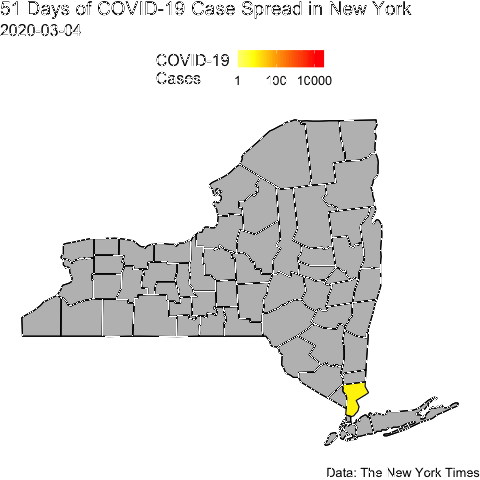 51 Days of COVID-19 Case Spread in New York
2020-03-04
COVID-19
Cases
1 100 10000
Data: The New York Times